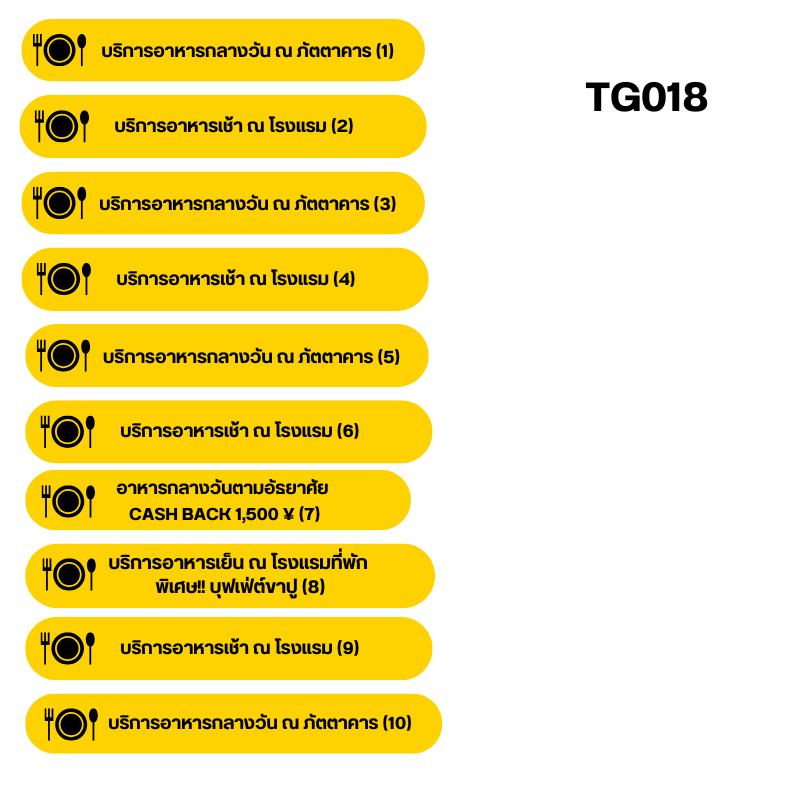 บริการอาหารกลางวัน ณ ภัตตาคาร (1)
TG018
บริการอาหารเช้า ณ โรงแรม (2)
บริการอาหารกลางวัน ณ ภัตตาคาร (3)
บริการอาหารเช้า ณ โรงแรม (4)
บริการอาหารกลางวัน ณ ภัตตาคาร (5)
บริการอาหารเช้า ณ โรงแรม (6)
อาหารกลางวันตามอัธยาศัย
CASH BACK 1,500 ¥ (7)
บริการอาหารเย็น ณ โรงแรมที่พัก
พิเศษ!! บุฟเฟ่ต์ขาปู (8)
บริการอาหารเช้า ณ โรงแรม (9)
บริการอาหารกลางวัน ณ ภัตตาคาร (10)